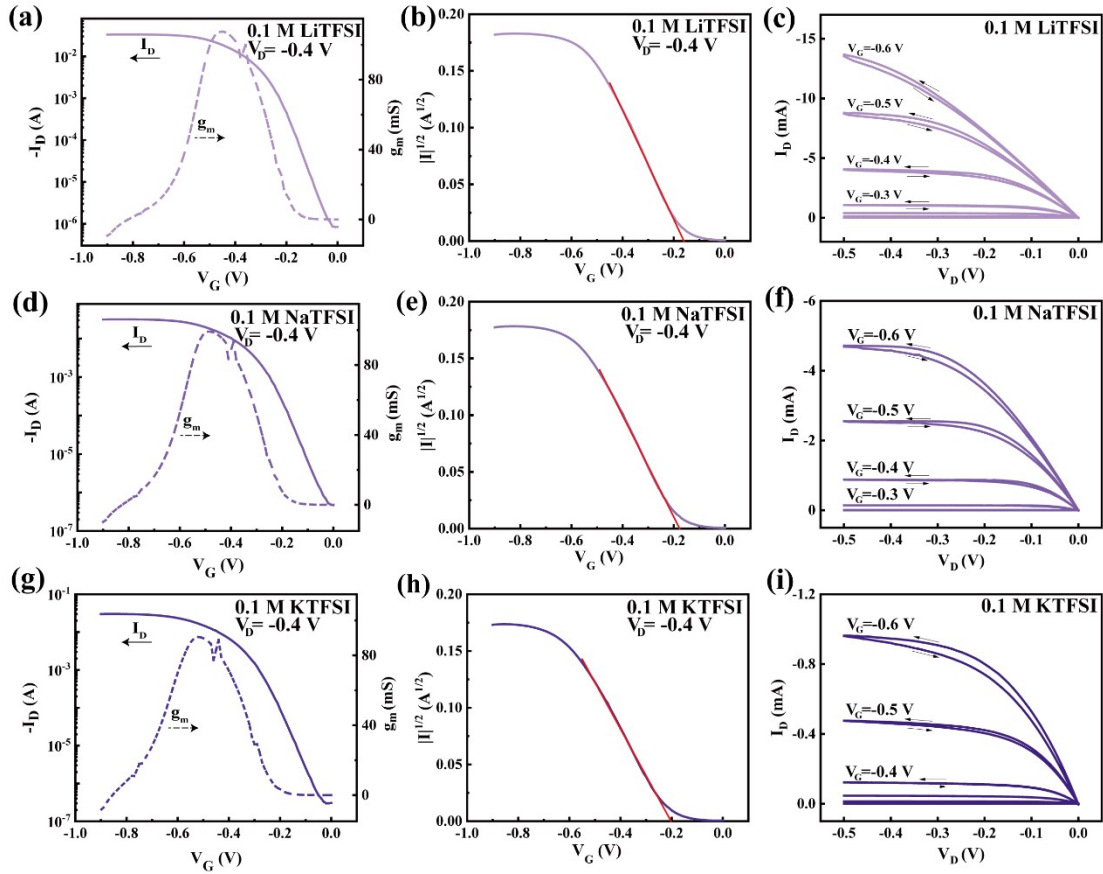 (a)
0.1 M LiTFSI
V_D= -0.4 V
I_D
g_m
-I_D (A)
10^-2
10^-3
10^-4
10^-5
10^-6
g_m (mS)
80
40
0
-1.0 -0.8 -0.6 -0.4 -0.2 0.0
V_G (V)
(b)
0.1 M LiTFSI
V_D= -0.4 V
|I|^1/2 (A^1/2)
0.20
0.15
0.10
0.05
0.00
-1.0 -0.8 -0.6 -0.4 -0.2 0.0
V_G (V)
(c)
0.1 M LiTFSI
V_G=-0.6 V
V_G=-0.5 V
V_G=-0.4 V
V_G=-0.3 V
I_D (mA)
-15
-10
-5
0
-0.5 -0.4 -0.3 -0.2 -0.1 0.0
V_D (V)
(d)
0.1 M NaTFSI
V_D= -0.4 V
I_D
g_m
-I_D (A)
10^-3
10^-5
10^-7
g_m (mS)
80
40
0
-1.0 -0.8 -0.6 -0.4 -0.2 0.0
V_G (V)
(e)
0.1 M NaTFSI
V_D= -0.4 V
|I|^1/2 (A^1/2)
0.20
0.15
0.10
0.05
0.00
-1.0 -0.8 -0.6 -0.4 -0.2 0.0
V_G (V)
(f)
0.1 M NaTFSI
V_G=-0.6 V
V_G=-0.5 V
V_G=-0.4 V
V_G=-0.3 V
I_D (mA)
-6
-4
-2
0
-0.5 -0.4 -0.3 -0.2 -0.1 0.0
V_D (V)
(g)
0.1 M KTFSI
V_D= -0.4 V
I_D
g_m
-I_D (A)
10^-1
10^-3
10^-5
10^-7
g_m (mS)
80
40
0
-1.0 -0.8 -0.6 -0.4 -0.2 0.0
V_G (V)
(h)
0.1 M KTFSI
V_D= -0.4 V
|I|^1/2 (A^1/2)
0.20
0.15
0.10
0.05
0.00
-1.0 -0.8 -0.6 -0.4 -0.2 0.0
V_G (V)
(i)
0.1 M KTFSI
V_G=-0.6 V
V_G=-0.5 V
V_G=-0.4 V
I_D (mA)
-1.2
-0.8
-0.4
0.0
-0.5 -0.4 -0.3 -0.2 -0.1 0.0
V_D (V)